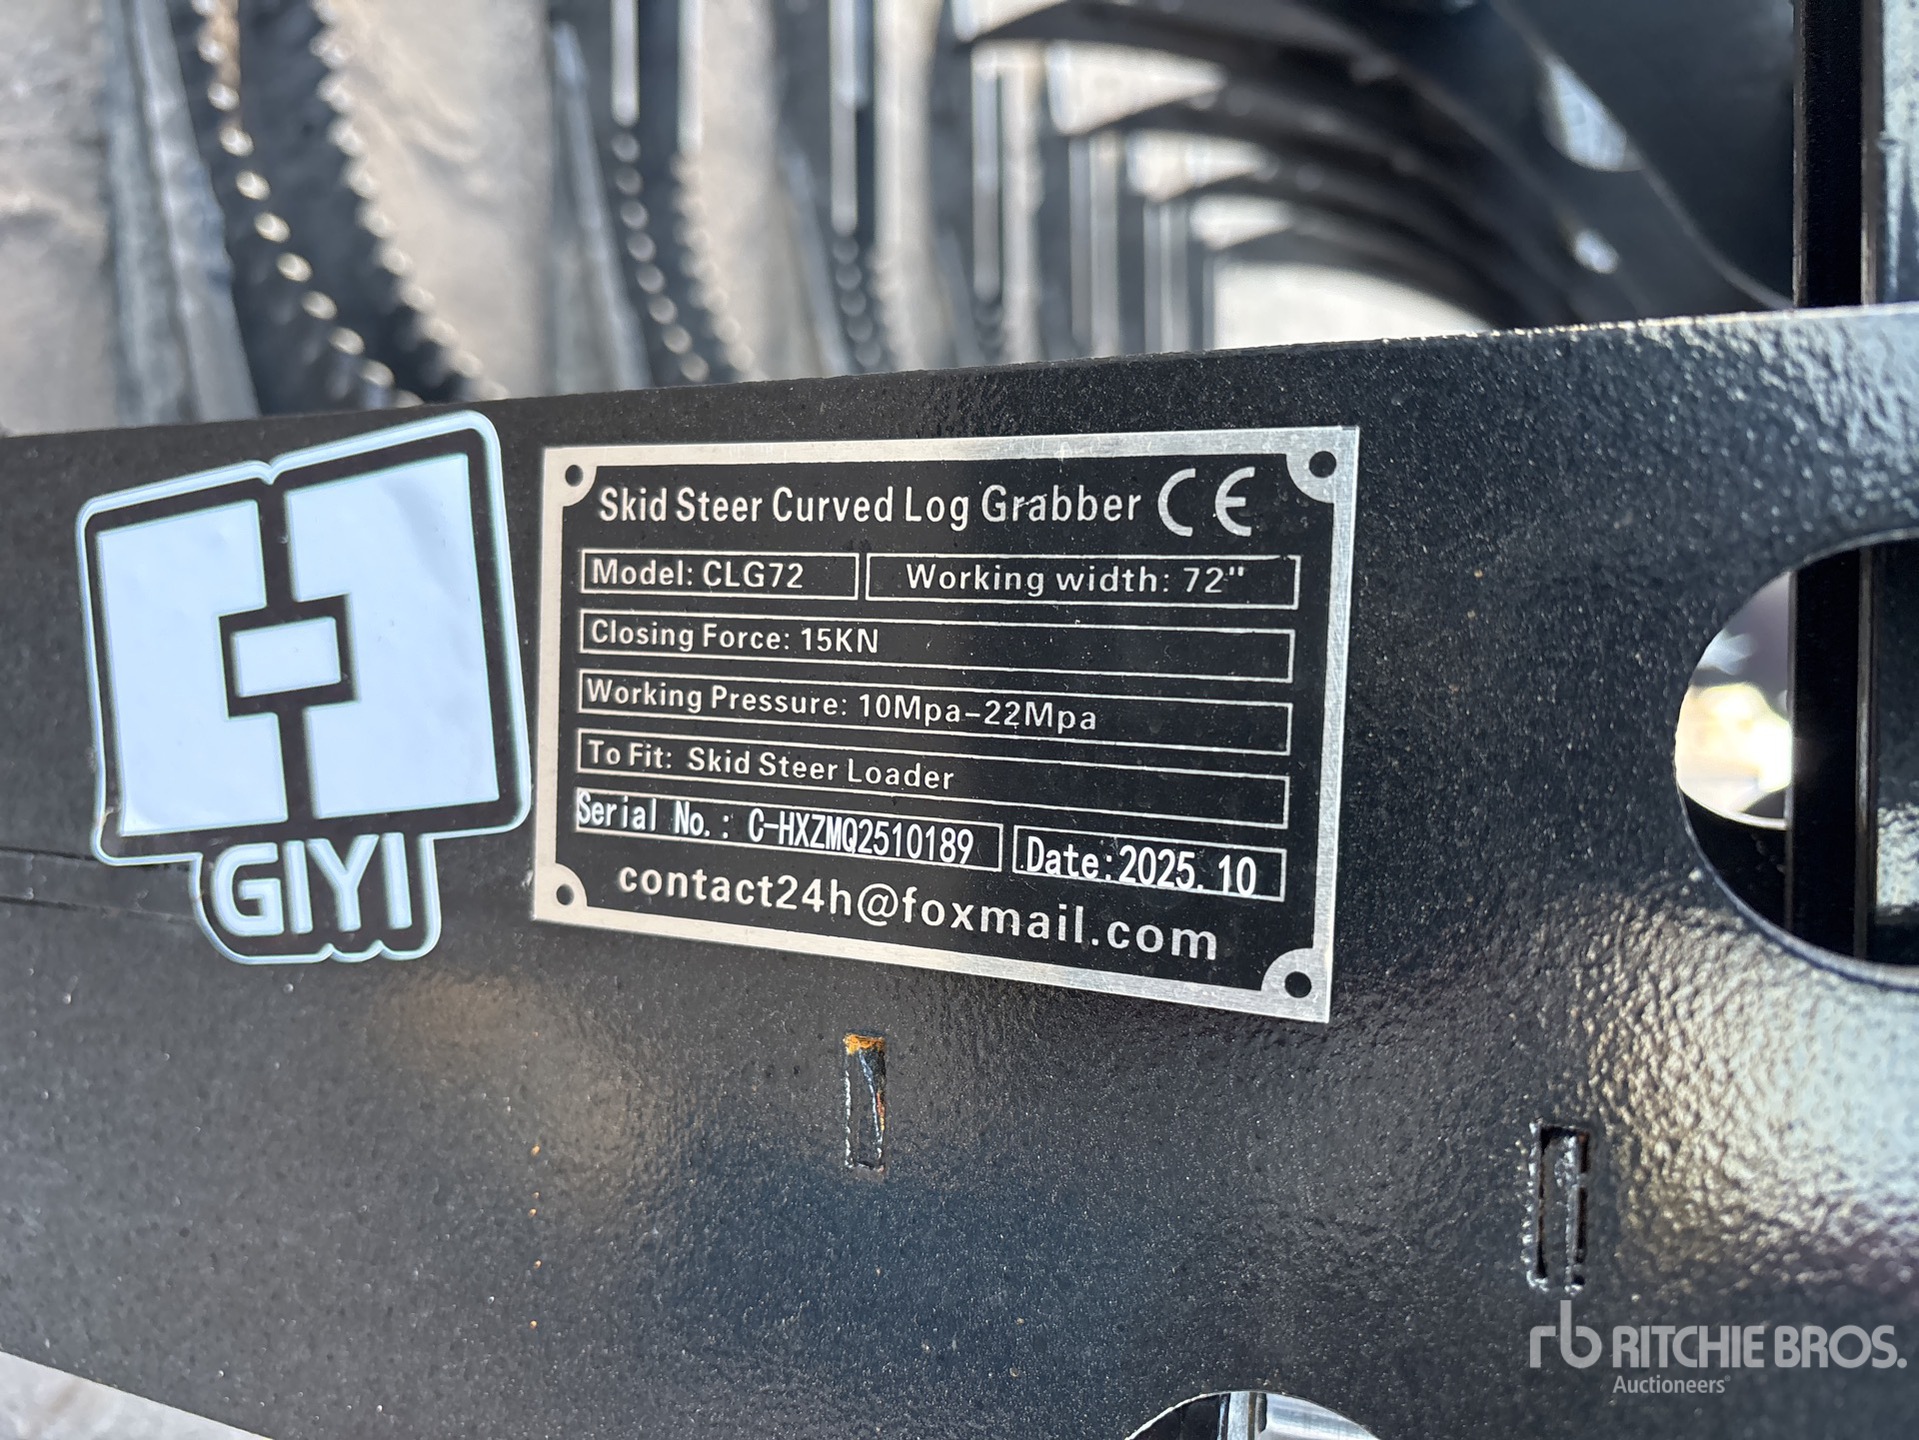 Skid Steer Curved Log Grabber CE
Model: CLG72
Working width: 72"
Closing Force: 15KN
Working Pressure: 10Mpa-22Mpa
To Fit: Skid Steer Loader
Serial No.: C-HXZMQ2510189
Date:2025.10
contact24h@foxmail.com
GIYI
rb RITCHIE BROS.
Auctioneers